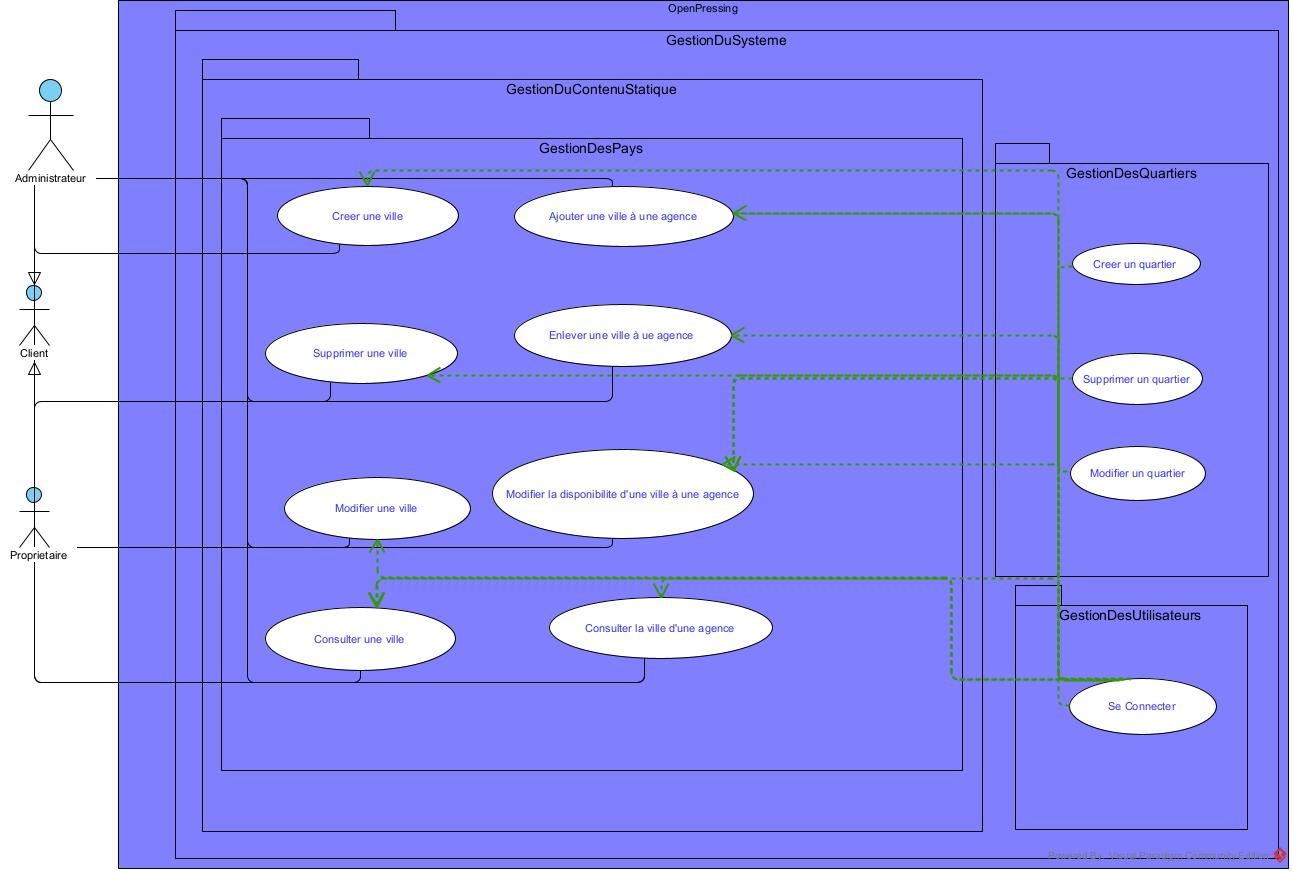 OpenPressing
GestionDuSysteme
GestionDuContenuStatique
GestionDesPays
GestionDesQuartiers
Administrateur
Creer une ville
Ajouter une ville à une agence
Creer un quartier
Client
Supprimer une ville
Enlever une ville à ue agence
Supprimer un quartier
Modifier une ville
Modifier la disponibilite d'une ville à une agence
Modifier un quartier
Proprietaire
GestionDesUtilisateurs
Consulter une ville
Consulter la ville d'une agence
Se Connecter
Powered By Visual Paradigm Community Edition